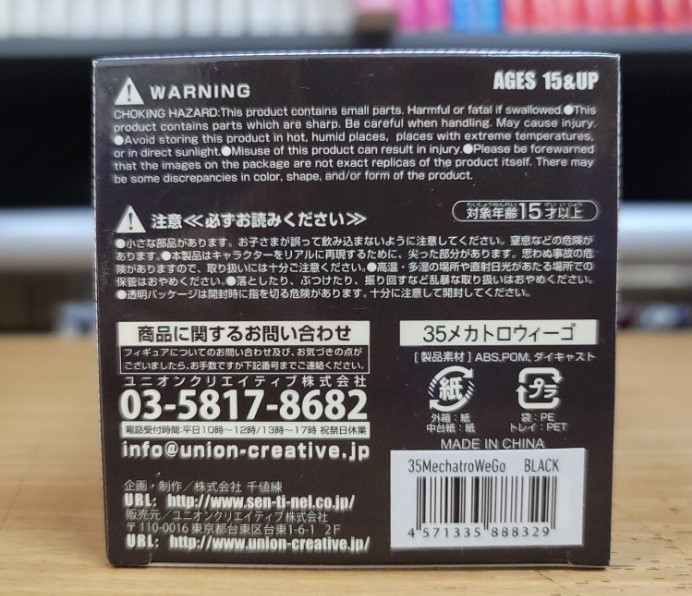 WARNING
AGES 15&UP
CHOKING HAZARD:This product contains small parts. Harmful or fatal if swallowed.●This
product contains parts which are sharp. Be careful when handling. May cause injury.
●Avoid storing this product in hot, humid places, places with extreme temperatures,
or in direct sunlight.●Misuse of this product can result in injury.●Please be forewarned
that the images on the package are not exact replicas of the product itself. There may
be some discrepancies in color, shape, and/or form of the product.
注意≪必ずお読みください≫
対象年齢15才以上
●小さな部品があります。お子さまが誤って飲み込まないように注意してください。窒息などの危険が
あります。●本製品はキャラクターをリアルに再現するために、尖った部分があります。思わぬ事故の危
険がありますので、取り扱いには十分ご注意ください。●高温・多湿の場所や直射日光があたる場所での
保管はおやめください。●落としたり、ぶつけたり、振り回すなど乱暴な取り扱いはおやめください。
●透明パッケージは開封時に指を切る危険があります。十分に注意して開封してください。
商品に関するお問い合わせ
フィギュアについてのお問い合わせ及び、お気づきの点が
ございましたら、お手数ですが下記番号までご連絡ください。
ユニオンクリエイティブ株式会社
03-5817-8682
電話受付時間:平日10時〜12時/13時〜17時 祝祭日休業
info@union-creative.jp
企画・制作/株式会社 千値練
URL: http://www.sen-ti-nel.co.jp/
販売元/ユニオンクリエイティブ株式会社
〒110-0016 東京都台東区台東1-6-1 2F
URL: http://www.union-creative.jp/
35メカトロウィーゴ
[製品素材] ABS,POM, ダイキャスト
紙
プラ
外箱:紙
中台紙:紙
袋:PE
トレイ:PET
MADE IN CHINA
35MechatroWeGo BLACK
4 571335 888329